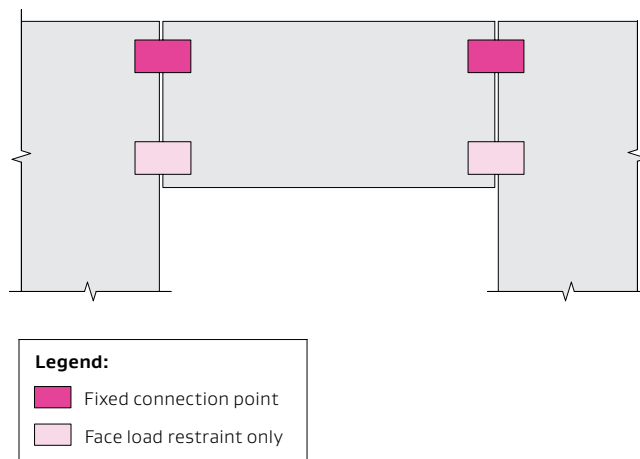 Legend:
Fixed connection point
Face load restraint only